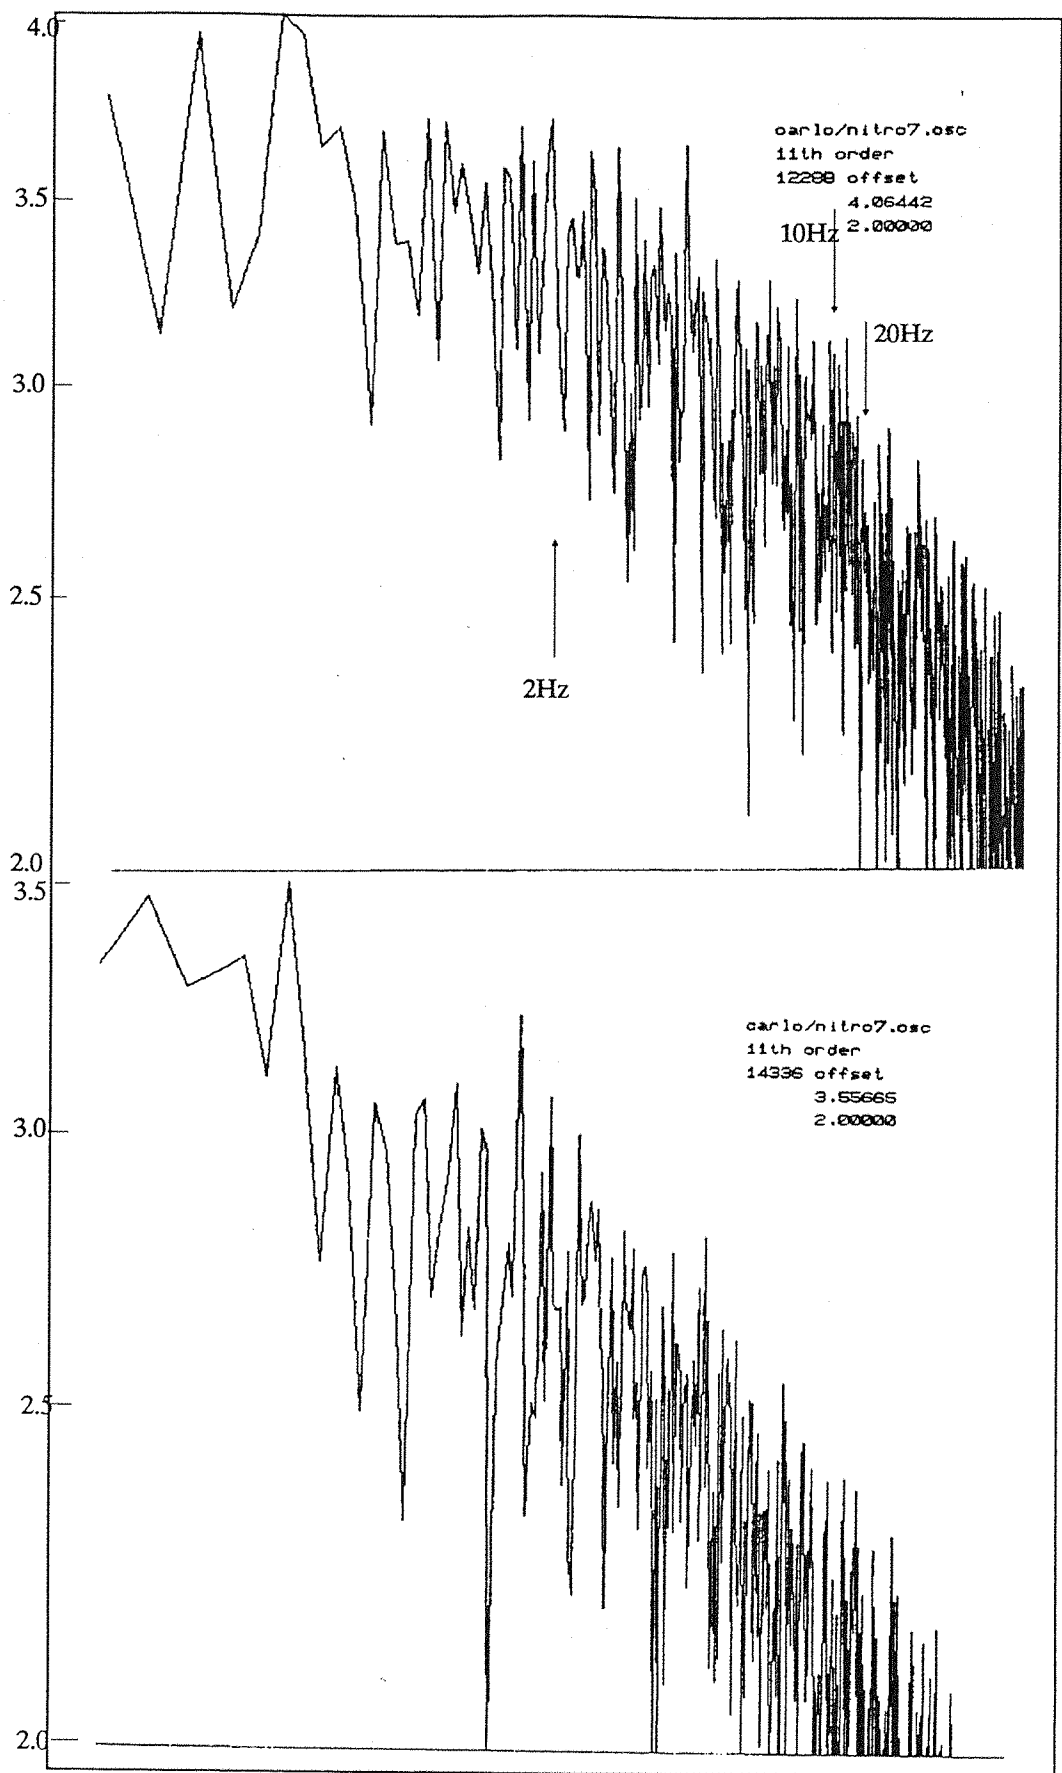 4.0
carlo/nitro7.osc
11th order
3.5
12288 offset
4.06442
10Hz 2.00000
20Hz
3.0
2.5
2Hz
2.0
3.5
carlo/nitro7.osc
11th order
14336 offset
3.55665
3.0
2.00000
2.5
2.0